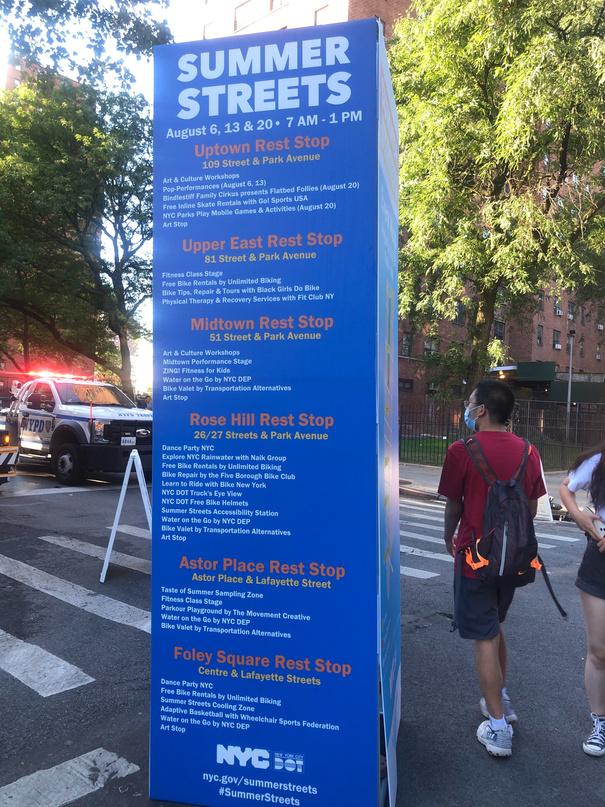 SUMMER
STREETS
August 6, 13 & 20 • 7 AM - 1 PM
Uptown Rest Stop
109 Street & Park Avenue
Art & Culture Workshops
Pop-Performances (August 6, 13)
Bindlestiff Family Cirkus presents Flatbed Follies (August 20)
Free Inline Skate Rentals with Go! Sports USA
NYC Parks Play Mobile Games & Activities (August 20)
Art Stop
Upper East Rest Stop
81 Street & Park Avenue
Fitness Class Stage
Free Bike Rentals by Unlimited Biking
Bike Tips, Repair & Tours with Black Girls Do Bike
Physical Therapy & Recovery Services with Fit Club NY
Midtown Rest Stop
51 Street & Park Avenue
Art & Culture Workshops
Midtown Performance Stage
ZING! Fitness for Kids
Water on the Go by NYC DEP
Bike Valet by Transportation Alternatives
Art Stop
Rose Hill Rest Stop
26/27 Streets & Park Avenue
Dance Party NYC
Explore NYC Rainwater with Naik Group
Free Bike Rentals by Unlimited Biking
Bike Repair by the Five Borough Bike Club
Learn to Ride with Bike New York
NYC DOT Truck's Eye View
NYC DOT Free Bike Helmets
Summer Streets Accessibility Station
Water on the Go by NYC DEP
Bike Valet by Transportation Alternatives
Art Stop
Astor Place Rest Stop
Astor Place & Lafayette Street
Taste of Summer Sampling Zone
Fitness Class Stage
Parkour Playground by The Movement Creative
Water on the Go by NYC DEP
Bike Valet by Transportation Alternatives
Foley Square Rest Stop
Centre & Lafayette Streets
Dance Party NYC
Free Bike Rentals by Unlimited Biking
Summer Streets Cooling Zone
Adaptive Basketball with Wheelchair Sports Federation
Water on the Go by NYC DEP
Art Stop
NYC NEW YORK CITY DOT
nyc.gov/summerstreets
#SummerStreets
NYPD